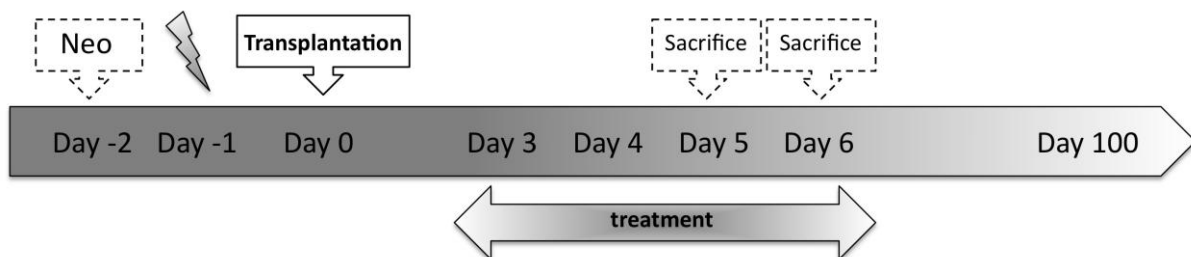 Neo
Transplantation
Sacrifice
Sacrifice
Day -2
Day -1
Day 0
Day 3
Day 4
Day 5
Day 6
Day 100
treatment